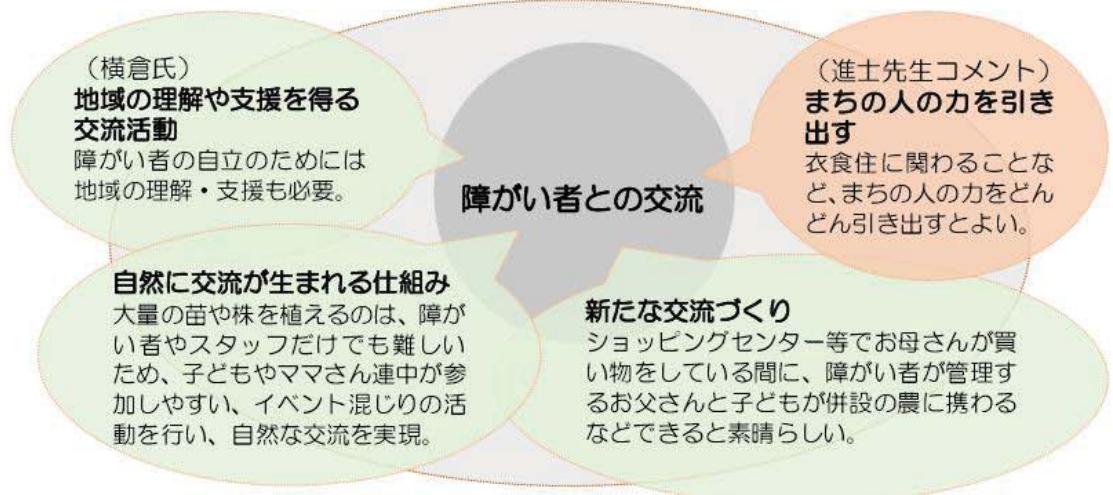 （横倉氏）
地域の理解や支援を得る
交流活動
障がい者の自立のためには
地域の理解・支援も必要。
（進士先生コメント）
まちの人の力を引き
出す
衣食住に関わることな
ど、まちの人の力をどん
どん引き出すとよい。
障がい者との交流
自然に交流が生まれる仕組み
大量の苗や株を植えるのは、障が
い者やスタッフだけでも難しい
ため、子どもやママさん連中が参
加しやすい、イベント混じりの活
動を行い、自然な交流を実現。
新たな交流づくり
ショッピングセンター等でお母さんが買
い物をしている間に、障がい者が管理す
るお父さんと子どもが併設の農に携わる
などできると素晴らしい。